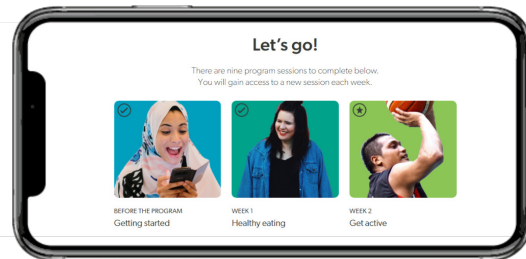 Let's go!
There are nine program sessions to complete below.
You will gain access to a new session each week.
BEFORE THE PROGRAM
Getting started
WEEK 1
Healthy eating
WEEK 2
Get active